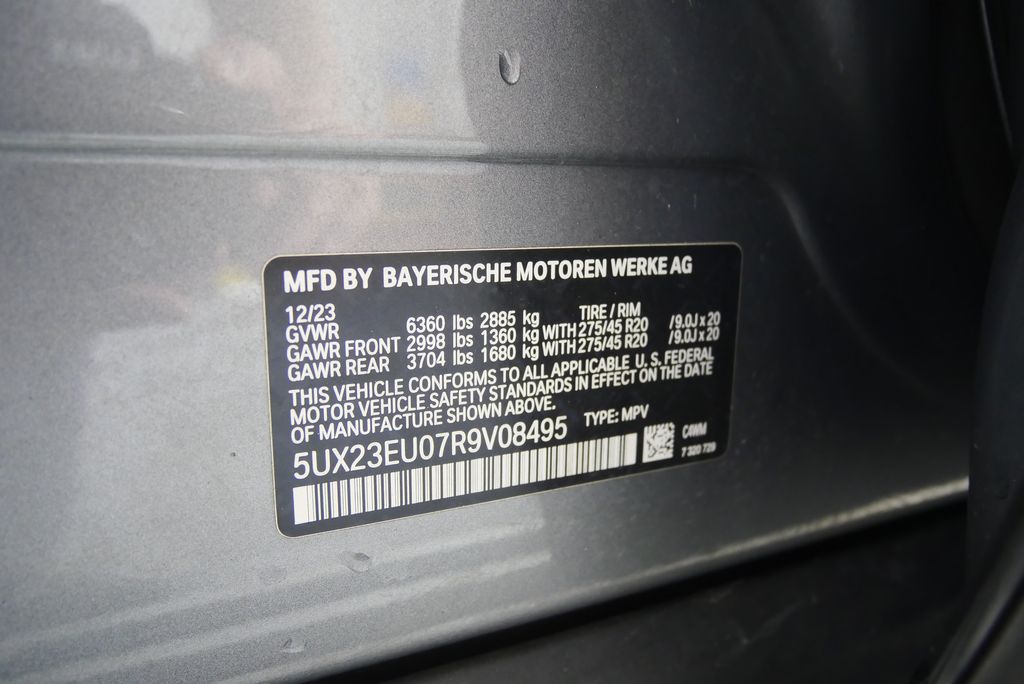 MFD BY BAYERISCHE MOTOREN WERKE AG
12/23 TIRE / RIM
GVWR 6360 lbs 2885 kg
GAWR FRONT 2998 lbs 1360 kg WITH 275/45 R20 /9.0J x 20
GAWR REAR 3704 lbs 1680 kg WITH 275/45 R20 /9.0J x 20
THIS VEHICLE CONFORMS TO ALL APPLICABLE U. S. FEDERAL
MOTOR VEHICLE SAFETY STANDARDS IN EFFECT ON THE DATE
OF MANUFACTURE SHOWN ABOVE.
TYPE: MPV
5UX23EU07R9V08495
C4WM
7 320 729